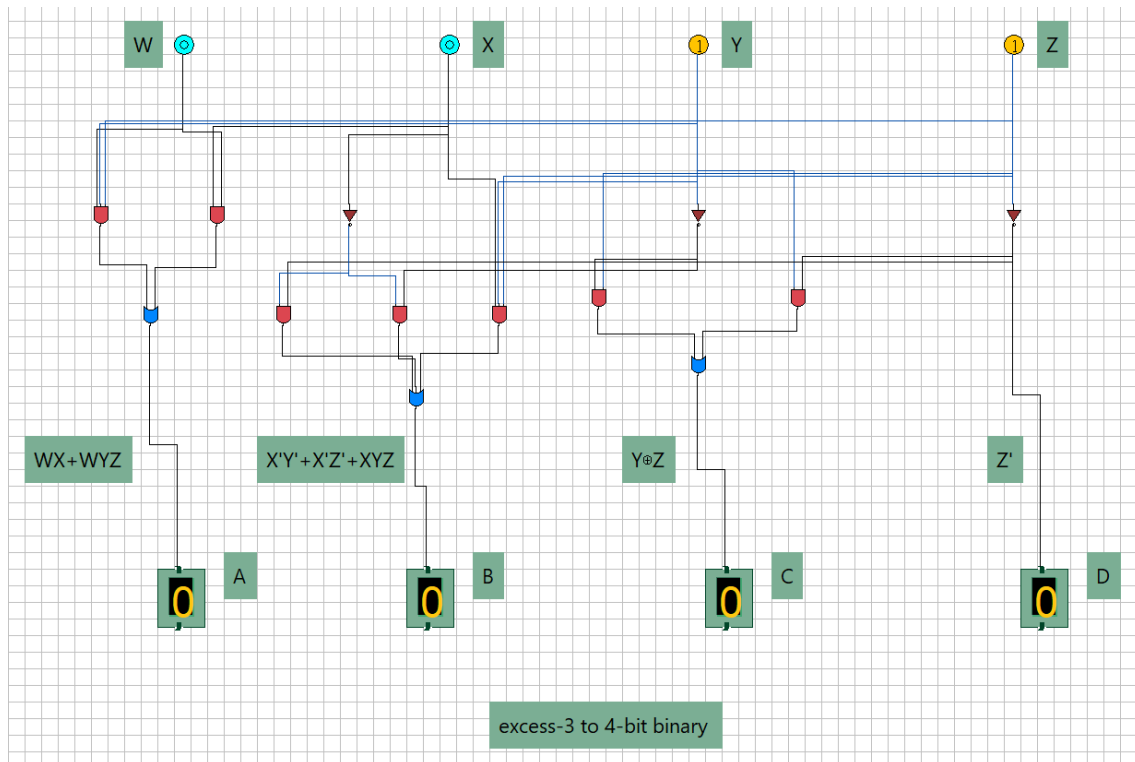 W
X
1
Y
1
Z
WX+WYZ
X'Y'+X'Z'+XYZ
Y⊕Z
Z'
0
A
0
B
0
C
0
D
excess-3 to 4-bit binary